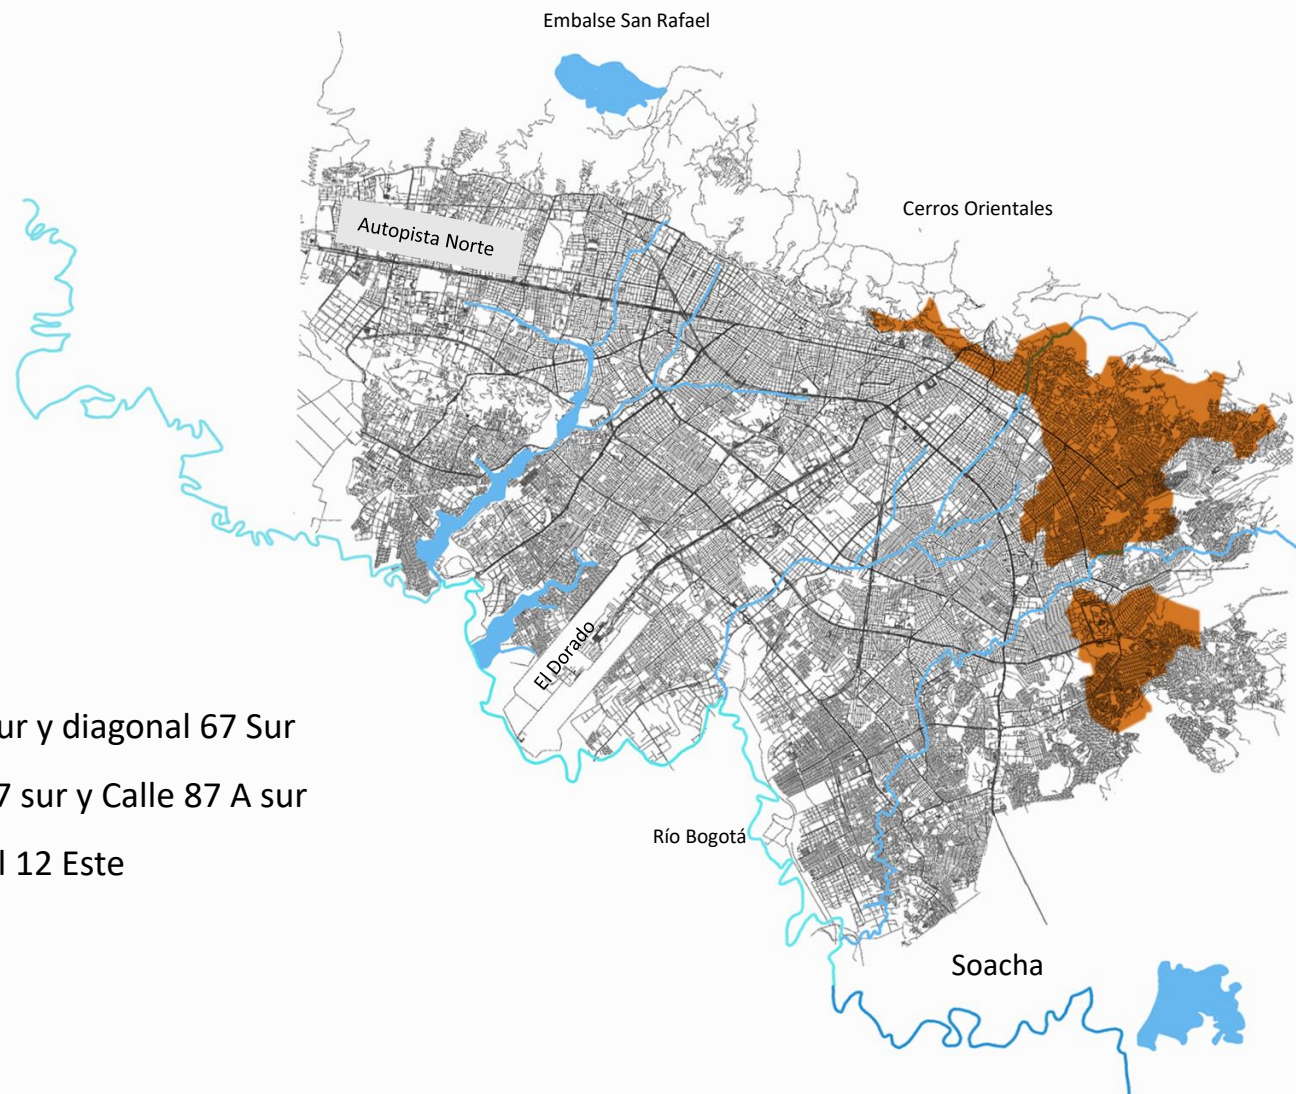 Embalse San Rafael
Cerros Orientales
Autopista Norte
El Dorado
ur y diagonal 67 Sur
7 sur y Calle 87 A sur
l 12 Este
Río Bogotá
Soacha